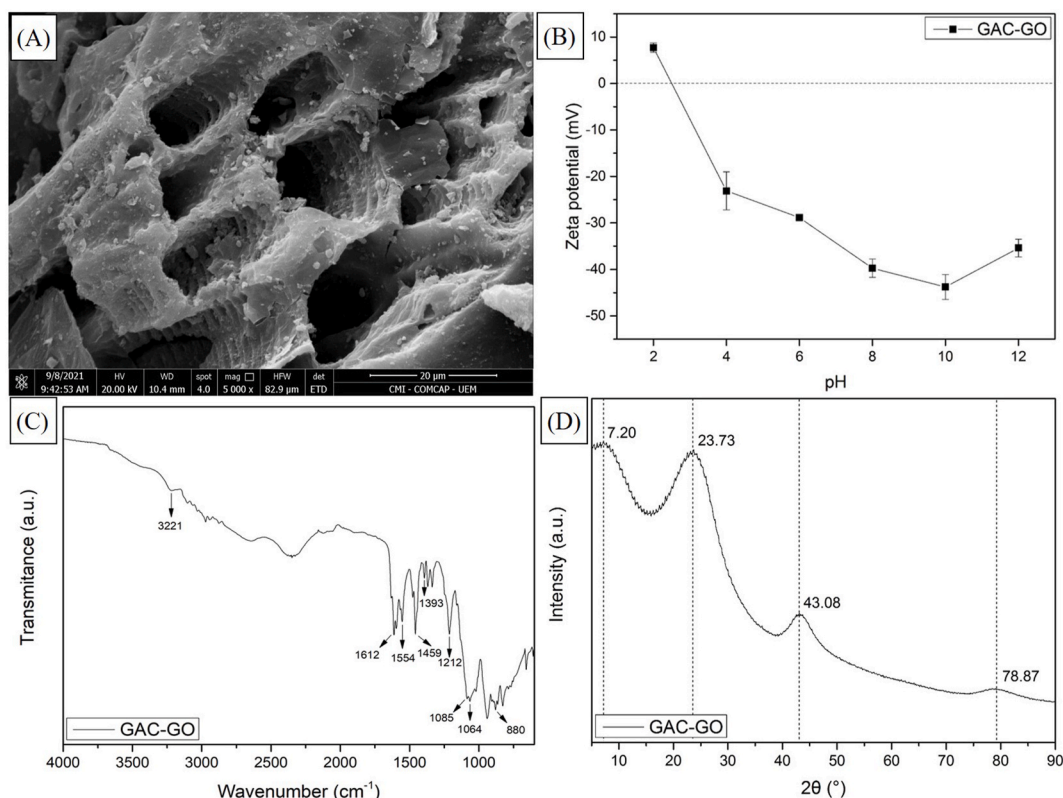 (A)
9/8/2021 HV WD spot mag HFW det 20 μm
9:42:53 AM 20.00 kV 10.4 mm 4.0 5 000 x 82.9 μm ETD CMI - COMCAP - UEM
(B)
GAC-GO
10
0
-10
-20
-30
-40
-50
Zeta potential (mV)
2 4 6 8 10 12
pH
(C)
3221
1393
1612
1554
1459
1212
1085
1064
880
GAC-GO
Transmitance (a.u.)
4000 3500 3000 2500 2000 1500 1000
Wavenumber (cm⁻¹)
(D)
7.20
23.73
43.08
78.87
GAC-GO
Intensity (a.u.)
10 20 30 40 50 60 70 80 90
2θ (°)